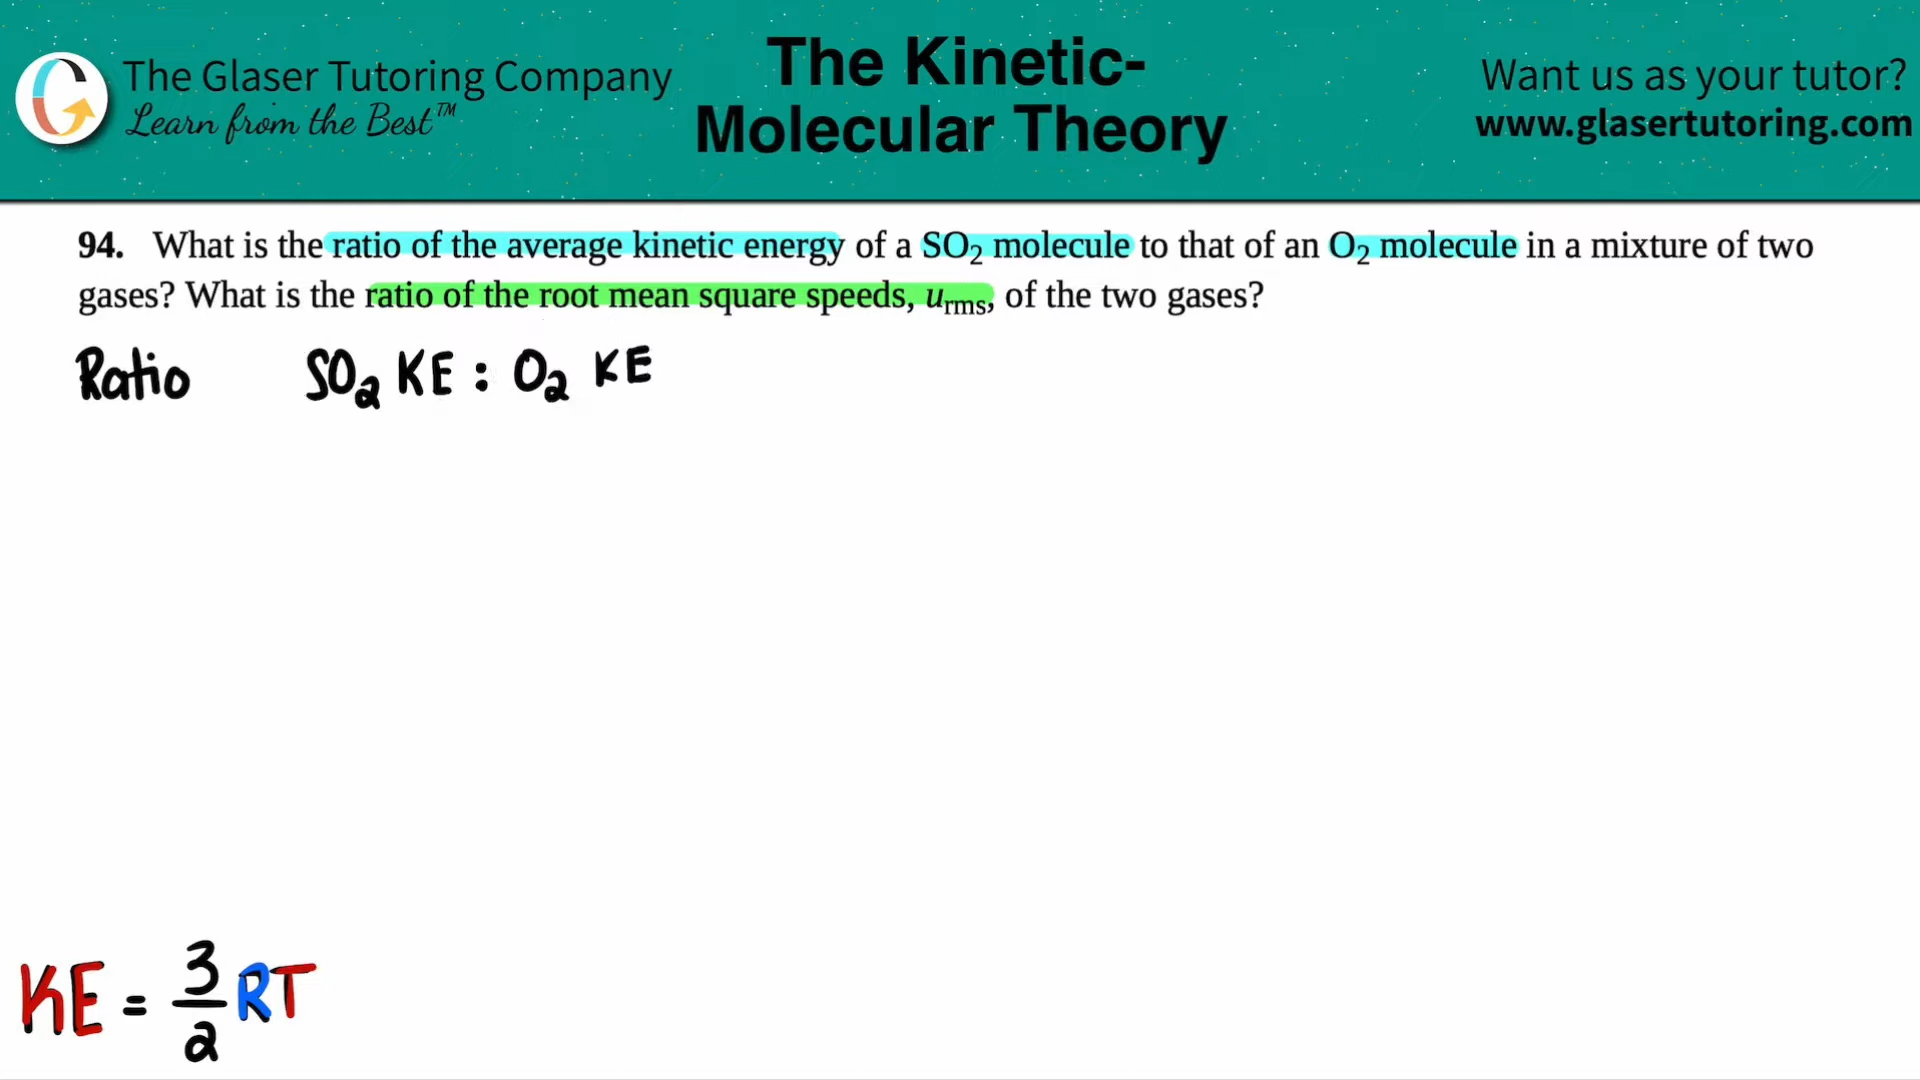 The Glaser Tutoring Company
Learn from the Best™
The Kinetic-
Molecular Theory
Want us as your tutor?
www.glasertutoring.com
94. What is the ratio of the average kinetic energy of a SO₂ molecule to that of an O₂ molecule in a mixture of two
gases? What is the ratio of the root mean square speeds, uᵣₘₛ, of the two gases?
Ratio SO₂ KE : O₂ KE
KE = 3/2 RT